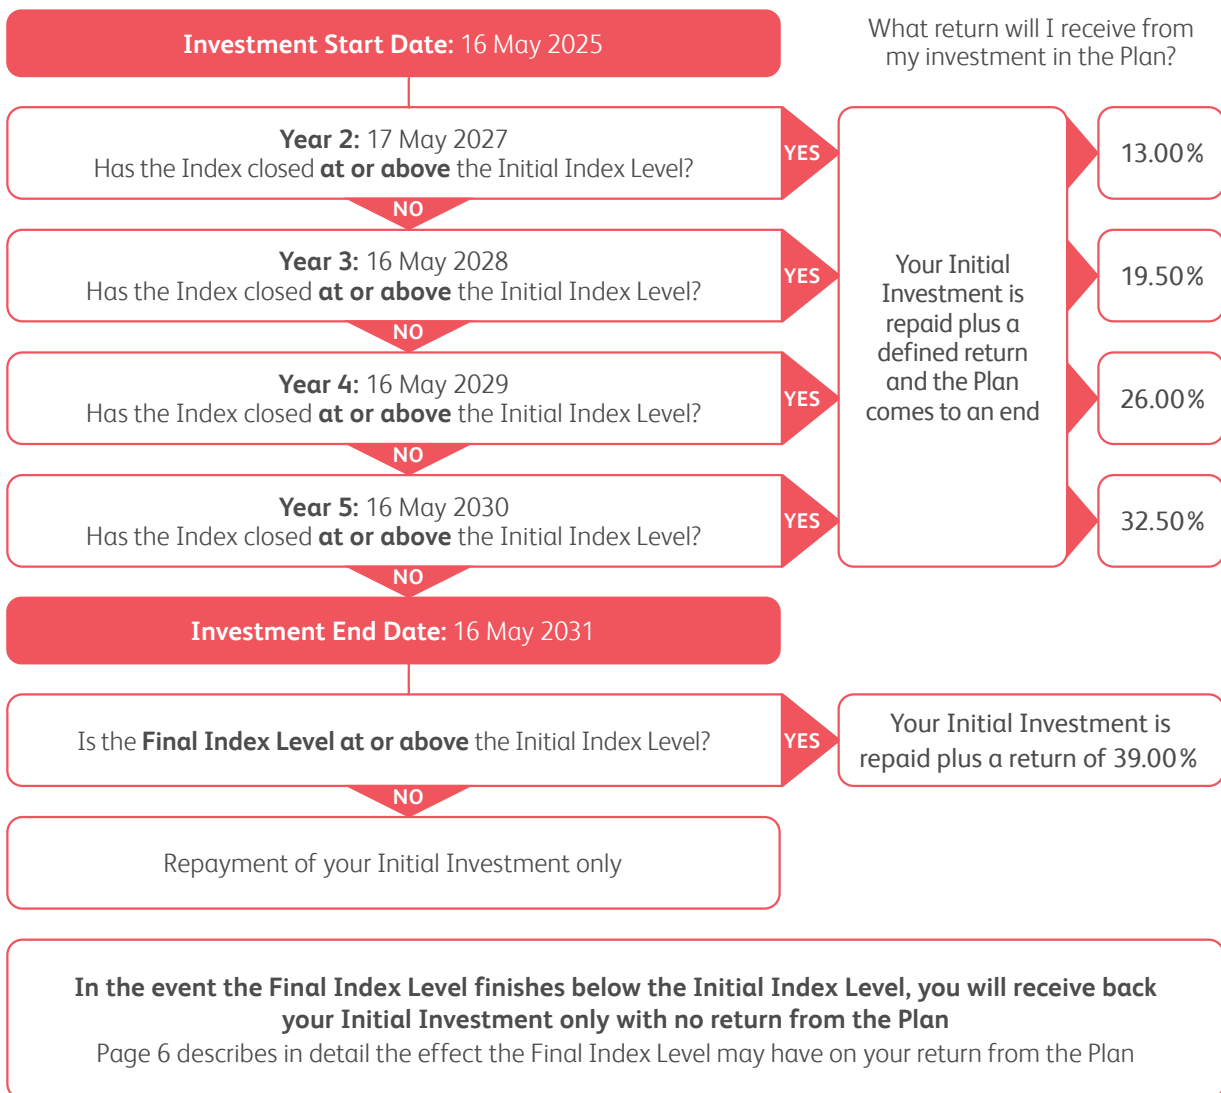 Investment Start Date: 16 May 2025
What return will I receive from
my investment in the Plan?
Year 2: 17 May 2027
Has the Index closed at or above the Initial Index Level?
YES
13.00%
NO
Year 3: 16 May 2028
Has the Index closed at or above the Initial Index Level?
YES
19.50%
NO
Year 4: 16 May 2029
Has the Index closed at or above the Initial Index Level?
YES
26.00%
NO
Year 5: 16 May 2030
Has the Index closed at or above the Initial Index Level?
YES
32.50%
NO
Your Initial
Investment is
repaid plus a
defined return
and the Plan
comes to an end
Investment End Date: 16 May 2031
Is the Final Index Level at or above the Initial Index Level?
YES
Your Initial Investment is
repaid plus a return of 39.00%
NO
Repayment of your Initial Investment only
In the event the Final Index Level finishes below the Initial Index Level, you will receive back
your Initial Investment only with no return from the Plan
Page 6 describes in detail the effect the Final Index Level may have on your return from the Plan